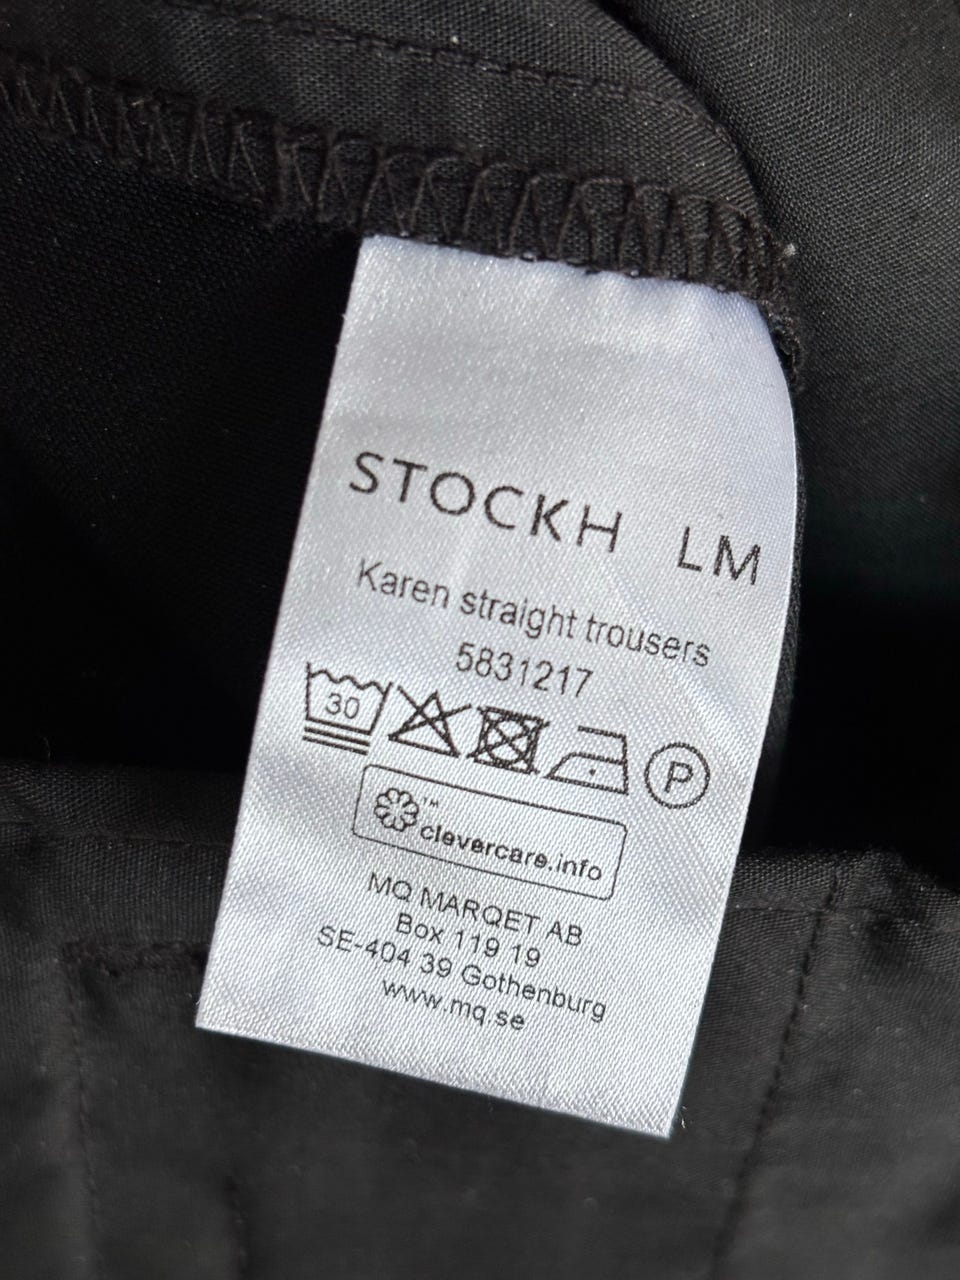 STOCKH LM
Karen straight trousers
5831217
30
P
™
clevercare.info
MQ MARQET AB
Box 119 19
SE-404 39 Gothenburg
www.mq.se